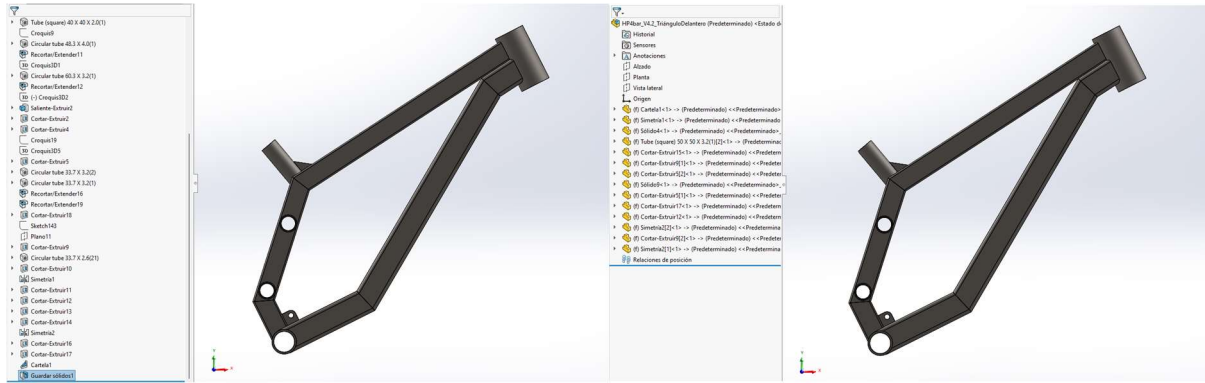 Tube (square) 40 X 40 X 2.0(1)
Croquis9
Circular tube 48.3 X 4.0(1)
Recortar/Extender11
3D Croquis3D1
Circular tube 60.3 X 3.2(1)
Recortar/Extender12
3D (-) Croquis3D2
Saliente-Extruir2
Cortar-Extruir2
Cortar-Extruir4
Croquis19
3D Croquis3D5
Cortar-Extruir5
Circular tube 33.7 X 3.2(2)
Circular tube 33.7 X 3.2(1)
Recortar/Extender16
Recortar/Extender19
Cortar-Extruir18
Sketch143
Plano11
Cortar-Extruir9
Circular tube 33.7 X 2.6(21)
Cortar-Extruir10
Simetría1
Cortar-Extruir11
Cortar-Extruir12
Cortar-Extruir13
Cortar-Extruir14
Simetría2
Cortar-Extruir16
Cortar-Extruir17
Cartela1
Guardar sólidos1
HF4bar_V4.2_TriánguloDelantero (Predeterminado) <Estado d
Historial
Sensores
Anotaciones
Alzado
Planta
Vista lateral
Origen
(f) Cartela1<1> -> (Predeterminado) <<Predeterminado>
(f) Simetría1<1> -> (Predeterminado) <<Predeterminado
(f) Sólido4<1> -> (Predeterminado) <<Predeterminado>_
(f) Tube (square) 50 X 50 X 3.2(1)[2]<1> -> (Predeterminad
(f) Cortar-Extruir15<1> -> (Predeterminado) <<Predeterm
(f) Cortar-Extruir9[1]<1> -> (Predeterminado) <<Predeter
(f) Cortar-Extruir5[2]<1> -> (Predeterminado) <<Predeter
(f) Sólido9<1> -> (Predeterminado) <<Predeterminado>_
(f) Cortar-Extruir5[1]<1> -> (Predeterminado) <<Predeter
(f) Cortar-Extruir17<1> -> (Predeterminado) <<Predeterm
(f) Cortar-Extruir12<1> -> (Predeterminado) <<Predeterm
(f) Simetría2[2]<1> -> (Predeterminado) <<Predetermina
(f) Cortar-Extruir9[2]<1> -> (Predeterminado) <<Predeter
(f) Simetría2[1]<1> -> (Predeterminado) <<Predetermina
Relaciones de posición